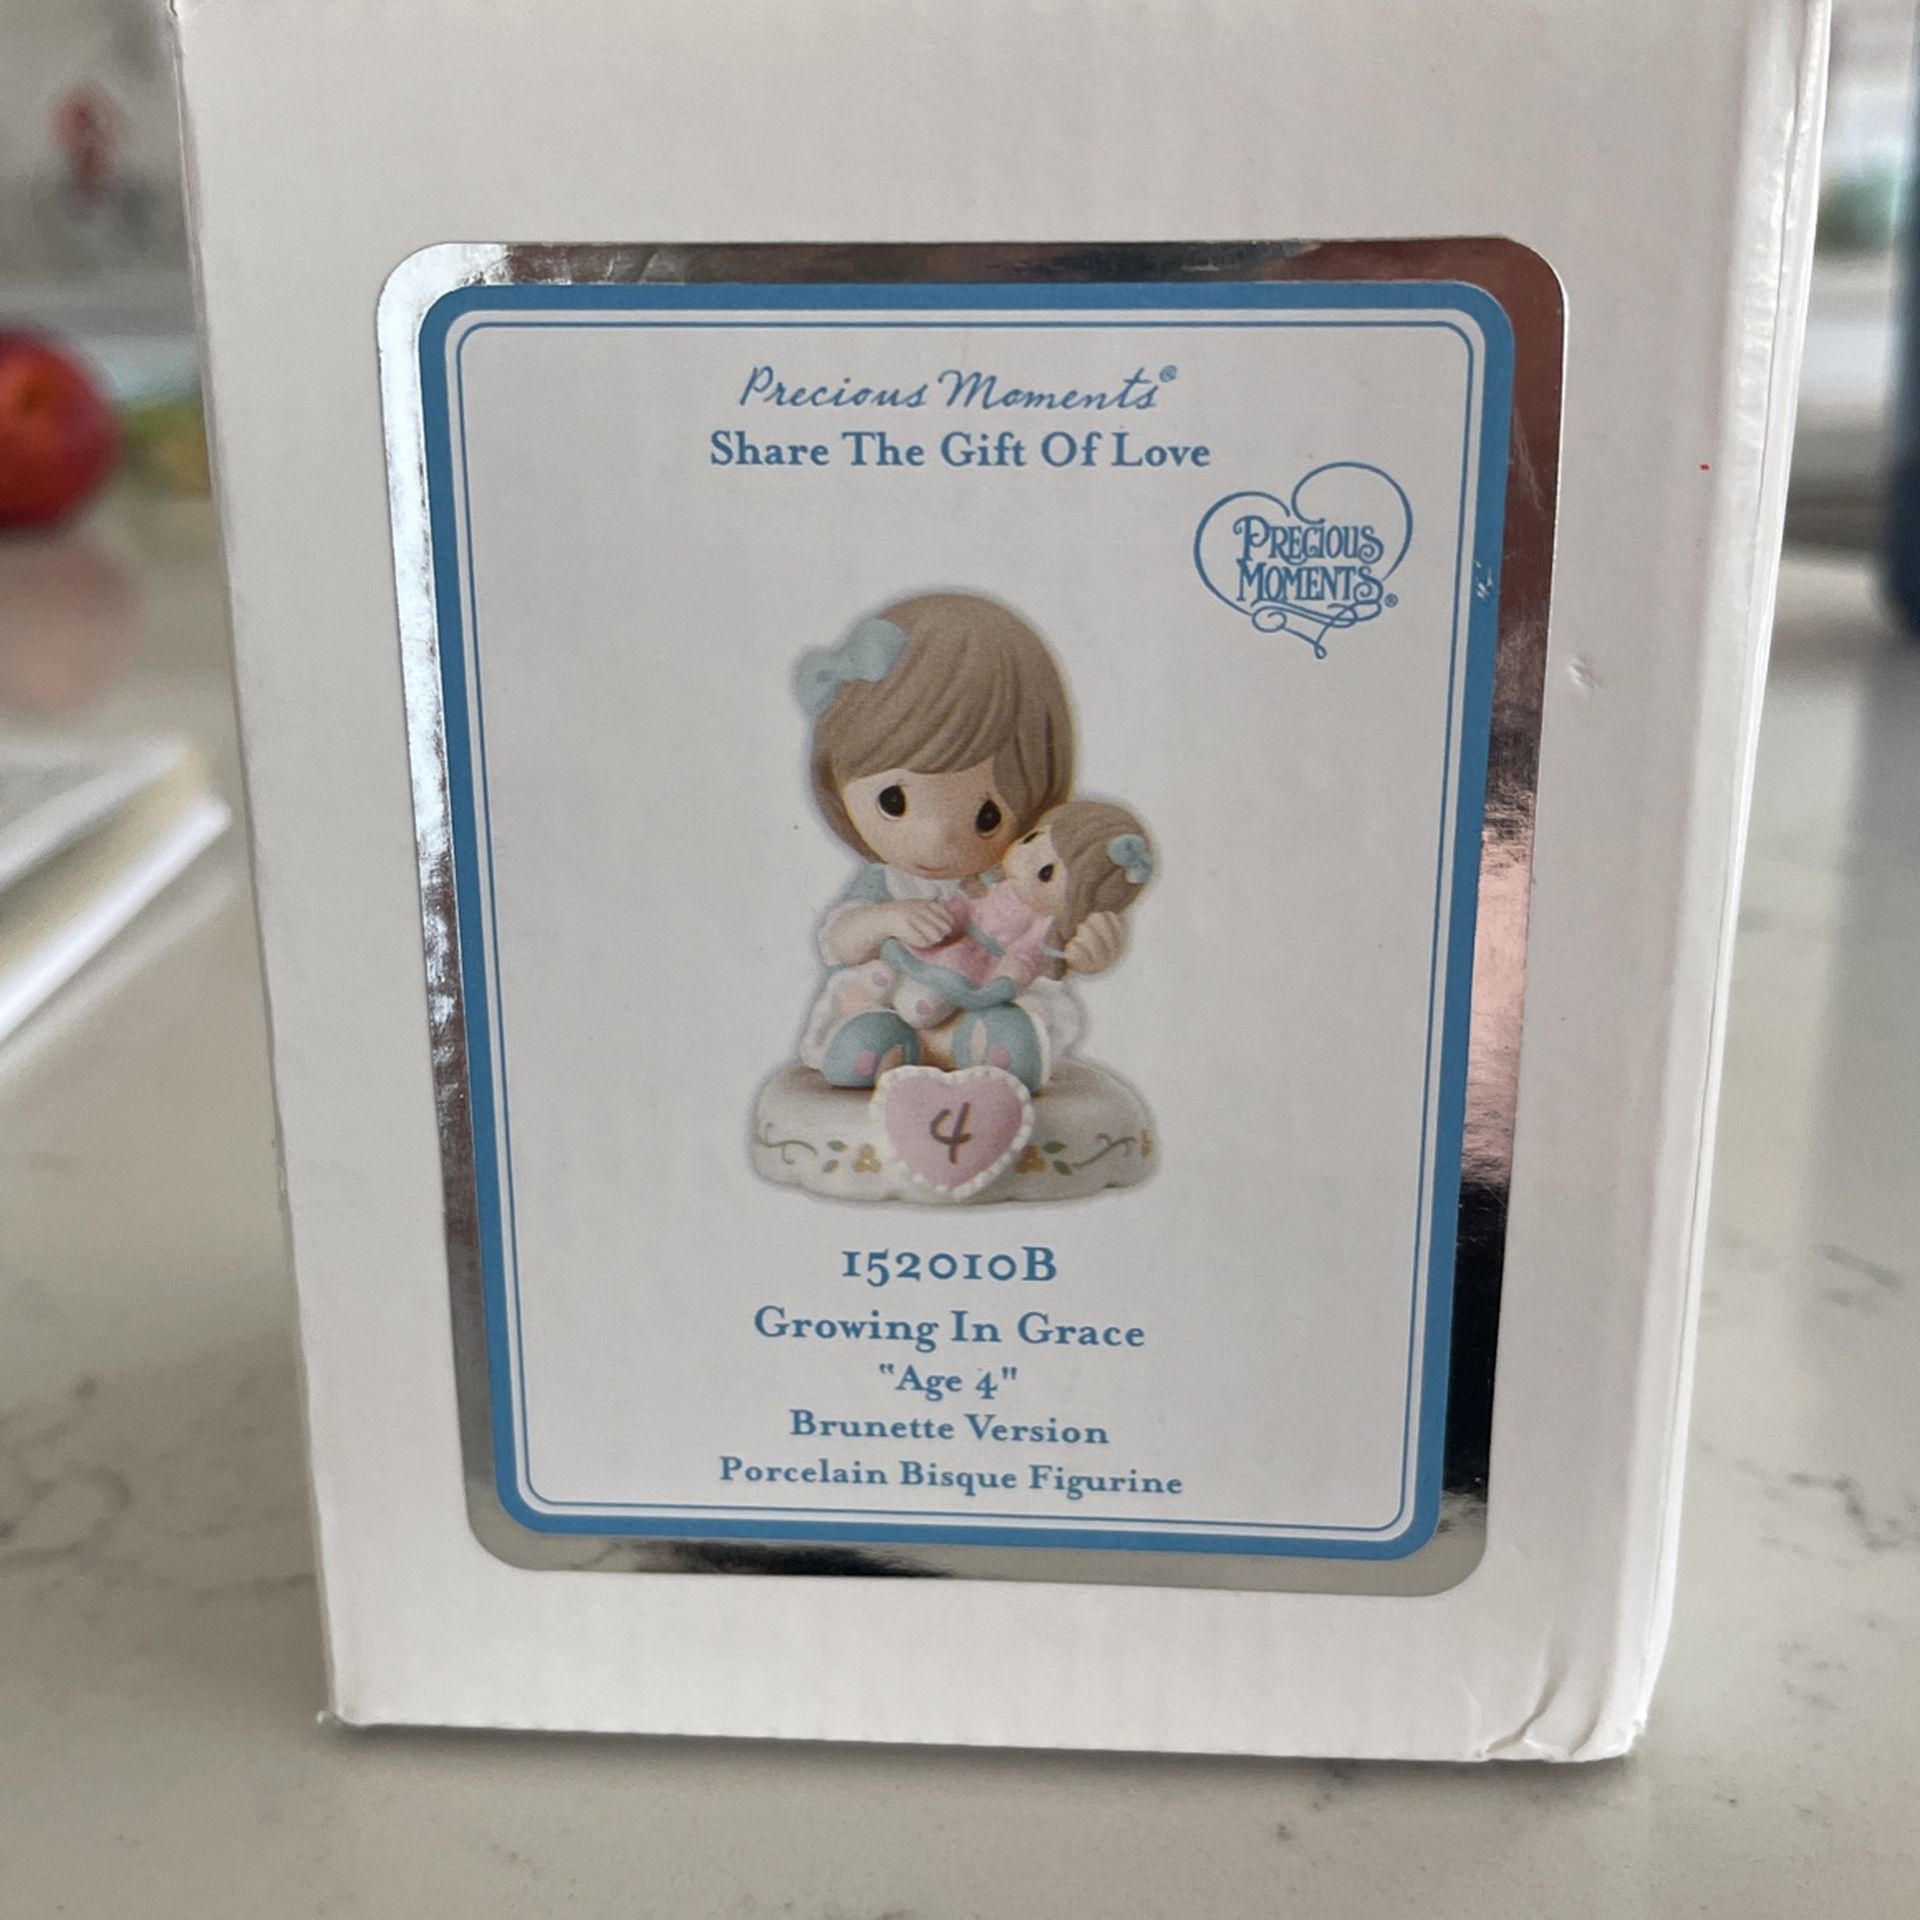 Precious Moments®
Share The Gift Of Love
PRECIOUS
MOMENTS®
4
152010B
Growing In Grace
"Age 4"
Brunette Version
Porcelain Bisque Figurine